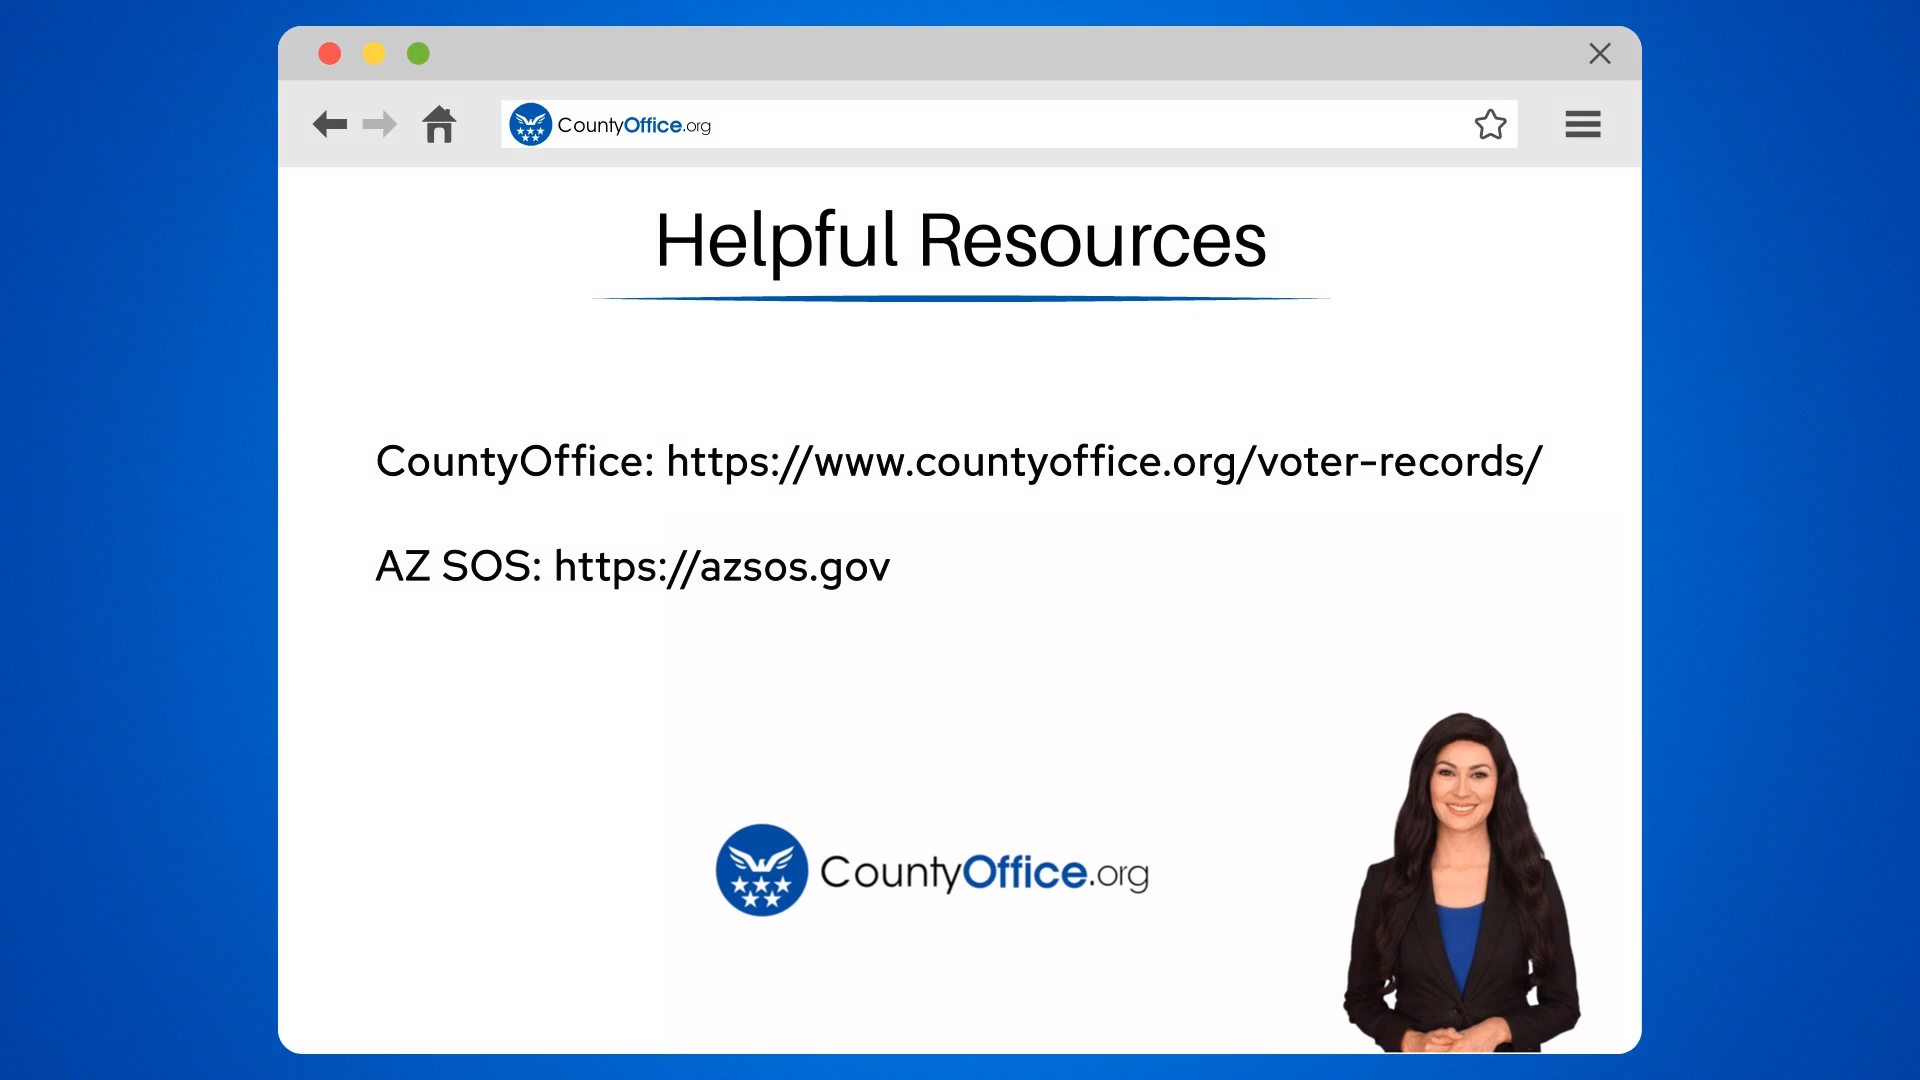 CountyOffice.org
Helpful Resources
CountyOffice: https://www.countyoffice.org/voter-records/
AZ SOS: https://azsos.gov
CountyOffice.org